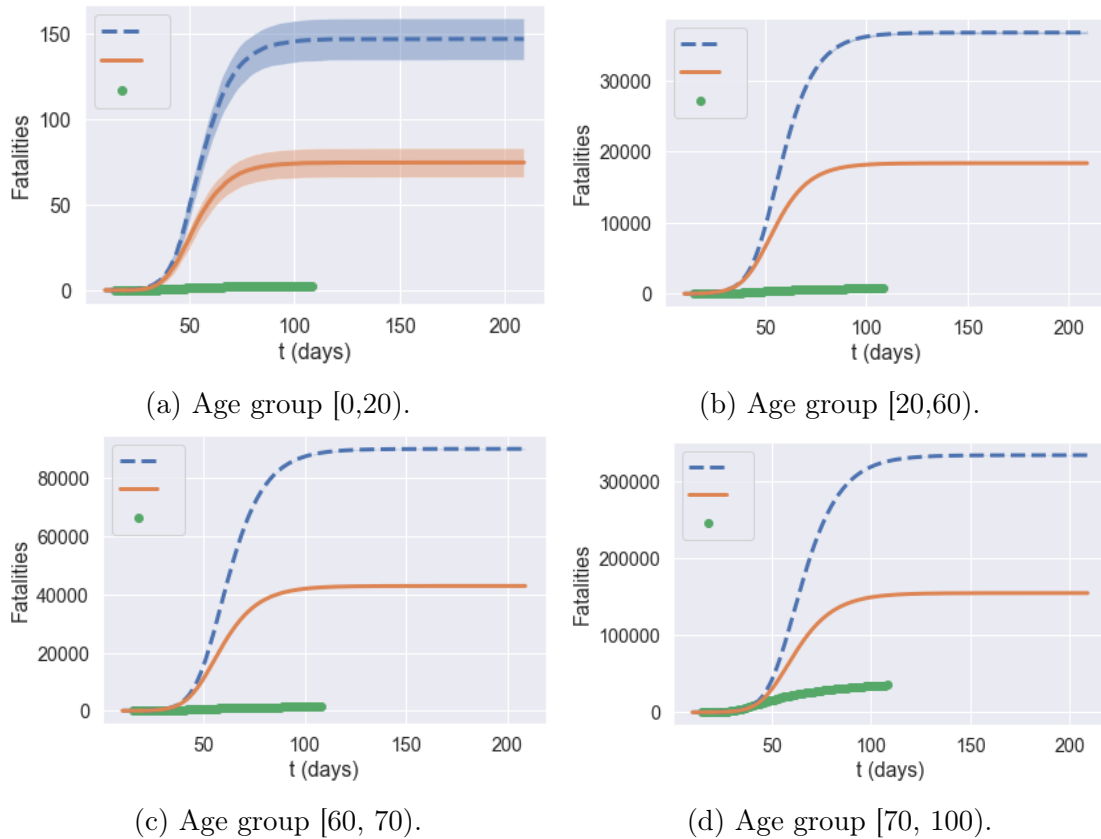 150
100
50
0
Fatalities
50 100 150 200
t (days)
(a) Age group [0,20).
30000
20000
10000
0
Fatalities
50 100 150 200
t (days)
(b) Age group [20,60).
80000
60000
40000
20000
0
Fatalities
50 100 150 200
t (days)
(c) Age group [60, 70).
300000
200000
100000
0
Fatalities
50 100 150 200
t (days)
(d) Age group [70, 100).